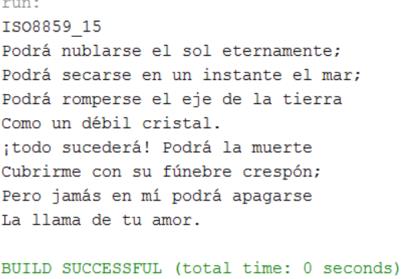 run:
ISO8859_15
Podrá nublarse el sol eternamente;
Podrá secarse en un instante el mar;
Podrá romperse el eje de la tierra
Como un débil cristal.
¡todo sucederá! Podrá la muerte
Cubrirme con su fúnebre crespón;
Pero jamás en mí podrá apagarse
La llama de tu amor.
BUILD SUCCESSFUL (total time: 0 seconds)